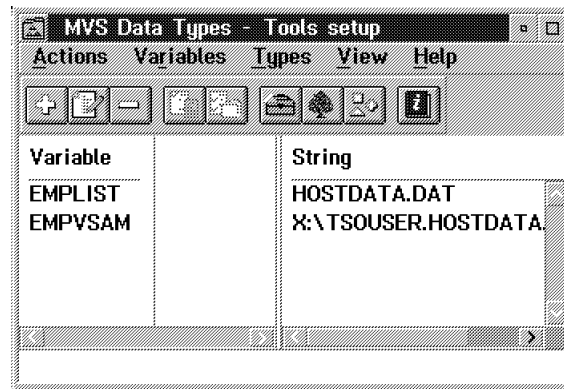 MVS Data Types - Tools setup
Actions Variables Types View Help
Variable String
EMPLIST HOSTDATA.DAT
EMPVSAM X:\TSOUSER.HOSTDATA.